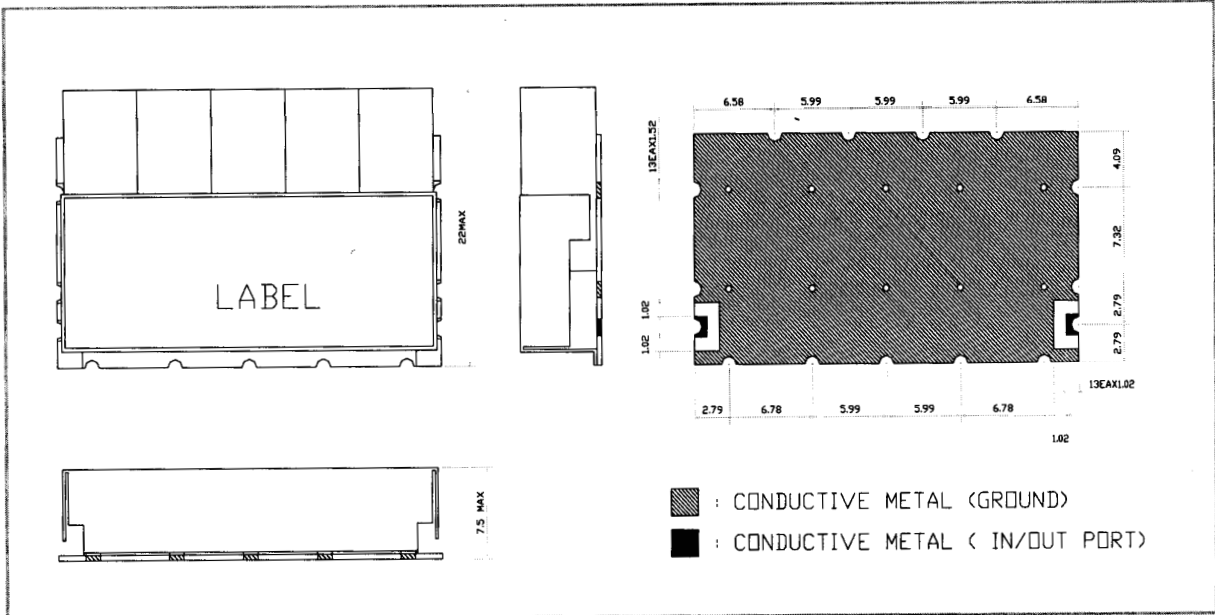 LABEL
22MAX
7.5 MAX
6.58 5.99 5.99 5.99 6.58
13EAX1.52
4.09
7.32
2.79
2.79
1.02
1.02
13EAX1.02
2.79 6.78 5.99 5.99 6.78
1.02
: CONDUCTIVE METAL (GROUND)
: CONDUCTIVE METAL ( IN/OUT PORT)